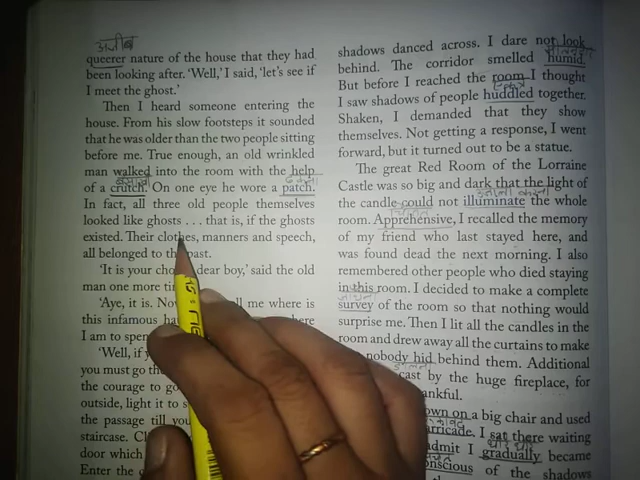 अजीब
queerer nature of the house that they had
been looking after. ‘Well,’ I said, ‘let’s see if
I meet the ghost.’
Then I heard someone entering the
house. From his slow footsteps it sounded
that he was older than the two people sitting
before me. True enough, an old wrinkled
man walked into the room with the help
बैसाखी
of a crutch. On one eye he wore a patch.
In fact, all three old people themselves
looked like ghosts . . . that is, if the ghosts
existed. Their clothes, manners and speech,
all belonged to the past.
‘It is your dear boy,’ said the old
man one more
‘Aye, it is. me where is
this infamous
I am to
‘Well, if
you must go
the courage to
outside, light it
the passage till
staircase.
door which
Enter the
shadows danced across. I dare not look
behind. The corridor smelled humid.
But before I reached the room I thought
I saw shadows of people huddled together.
Shaken, I demanded that they show
themselves. Not getting a response, I went
forward, but it turned out to be a statue.
The great Red Room of the Lorraine
Castle was so big and dark that the light of
उजाला करना
the candle could not illuminate the whole
room. Apprehensive, I recalled the memory
of my friend who last stayed here, and
was found dead the next morning. I also
remembered other people who died staying
in this room. I decided to make a complete
survey of the room so that nothing would
surprise me. Then I lit all the candles in the
room and drew away all the curtains to make
nobody hid behind them. Additional
cast by the huge fireplace, for
on a big chair and used
I sat there waiting
धीरे धीरे
I gradually became
of the shadows